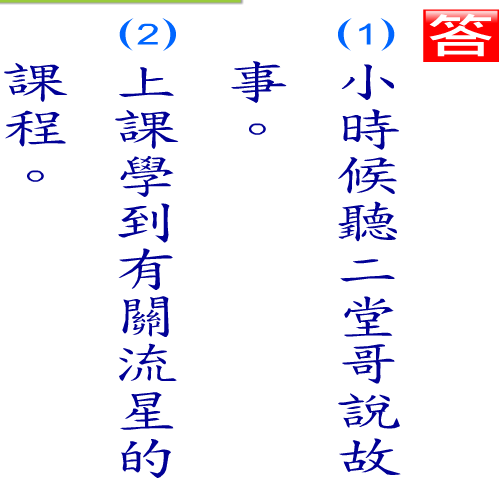 答
(1)
小時候聽二堂哥說故
事。
(2)
上課學到有關流星的
課程。